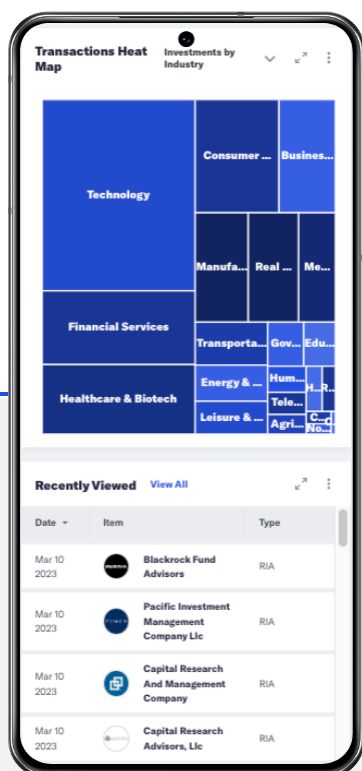 Transactions Heat
Map
Investments by
Industry
Technology
Consumer ...
Busines...
Manufa...
Real ...
Me...
Financial Services
Transporta...
Gov...
Edu...
Healthcare & Biotech
Energy & ...
Hum...
H...
R...
Tele...
Leisure & ...
Agri...
C...
C...
No...
Recently Viewed
View All
Date
Item
Type
Mar 10
2023
Blackrock Fund
Advisors
RIA
Mar 10
2023
PIMCO
Pacific Investment
Management
Company Llc
RIA
Mar 10
2023
Capital Research
And Management
Company
RIA
Mar 10
2023
Capital Research
Advisors, Llc
RIA